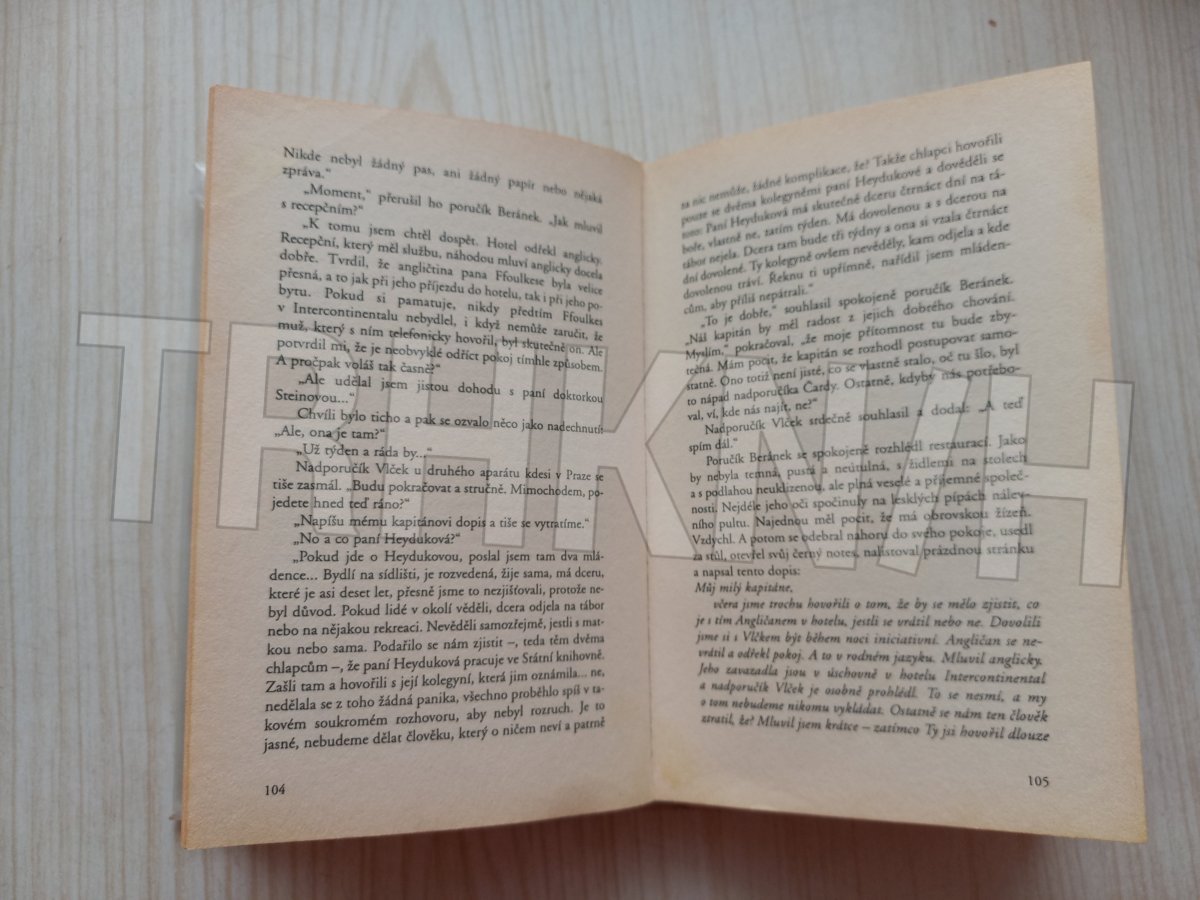 Nikde nebyl žádný pas, ani žádný papír nebo nějaká
zpráva."
„Moment," přerušil ho poručík Beránek. „Jak mluvil
s recepčním?"
„K tomu jsem chtěl dospět. Hotel odřekl anglicky.
Recepční, který měl službu, náhodou mluví anglicky docela
dobře. Tvrdil, že angličtina pana Ffoulkese byla velice
přesná, a to jak při jeho příjezdu do hotelu, tak i při jeho po-
bytu. Pokud si pamatuje, nikdy předtím Ffoulkes
v Intercontinentalu nebydlel, i když nemůže zaručit, že
muž, který s ním telefonicky hovořil, byl skutečně on. Ale
potvrdil mi, že je neobvyklé odříct pokoj tímhle způsobem.
A pročpak voláš tak časně?"
„Ale udělal jsem jistou dohodu s paní doktorkou
Steinovou..."
Chvíli bylo ticho a pak se ozvalo něco jako nadechnutí:
„Ale, ona je tam?"
„Už týden a ráda by..."
Nadporučík Vlček u druhého aparátu kdesi v Praze se
tiše zasmál. „Budu pokračovat a stručně. Mimochodem, po-
jedete hned teď ráno?"
„Napíšu mému kapitánovi dopis a tiše se vytratíme."
„No a co paní Heyduková?"
„Pokud jde o Heydukovou, poslal jsem tam dva mlá-
dence... Bydlí na sídlišti, je rozvedená, žije sama, má dceru,
které je asi deset let, přesně jsme to nezjišťovali, protože ne-
byl důvod. Pokud lidé v okolí věděli, dcera odjela na tábor
nebo na nějakou rekreaci. Nevěděli samozřejmě, jestli s mat-
kou nebo sama. Podařilo se nám zjistit –, teda těm dvěma
chlapcům –, že paní Heyduková pracuje ve Státní knihovně.
Zašli tam a hovořili s její kolegyní, která jim oznámila... ne,
nedělala se z toho žádná panika, všechno proběhlo spíš v ta-
kovém soukromém rozhovoru, aby nebyl rozruch. Je to
jasné, nebudeme dělat člověku, který o ničem neví a patrně
104
za nic nemůže, žádné komplikace, že? Takže chlapci hovořili
pouze se dvěma kolegyněmi paní Heydukové a dověděli se
toto: Paní Heyduková má skutečně dceru čtrnáct dní na tá-
boře, vlastně ne, zatím týden. Má dovolenou a s dcerou na
tábor nejela. Dcera tam bude tři týdny a ona si vzala čtrnáct
dní dovolené. Ty kolegyně ovšem nevěděly, kam odjela a kde
dovolenou tráví. Řeknu ti upřímně, nařídil jsem mláden-
cům, aby příliš nepátrali."
„To je dobře," souhlasil spokojeně poručík Beránek.
„Náš kapitán by měl radost z jejich dobrého chování.
Myslím," pokračoval, „že moje přítomnost tu bude zby-
tečná. Mám pocit, že kapitán se rozhodl postupovat samo-
statně. Ono totiž není jisté, co se vlastně stalo, oč tu šlo, byl
to nápad nadporučíka Čardy. Ostatně, kdyby nás potřebo-
val, ví, kde nás najít, ne?"
Nadporučík Vlček srdečně souhlasil a dodal: „A teď
spím dál."
Poručík Beránek se spokojeně rozhlédl restaurací. Jako
by nebyla temná, pustá a neútulná, s židlemi na stolech
a s podlahou neuklizenou, ale plná veselé a příjemné společ-
nosti. Nejdéle jeho oči spočinuly na lesklých pípách nálev-
ního pultu. Najednou měl pocit, že má obrovskou žízeň.
Vzdychl. A potom se odebral nahoru do svého pokoje, usedl
za stůl, otevřel svůj černý notes, nalistoval prázdnou stránku
a napsal tento dopis:
Můj milý kapitáne,
včera jsme trochu hovořili o tom, že by se mělo zjistit, co
je s tím Angličanem v hotelu, jestli se vrátil nebo ne. Dovolili
jsme si s Vlčkem být během noci iniciativní. Angličan se ne-
vrátil a odřekl pokoj. A to v rodném jazyku. Mluvil anglicky.
Jeho zavazadla jsou v úschovně v hotelu Intercontinental
a nadporučík Vlček je osobně prohlédl. To se nesmí, a my
o tom nebudeme nikomu vykládat. Ostatně se nám ten člověk
ztratil, že? Mluvil jsem krátce – zatímco Ty jsi hovořil dlouze
105